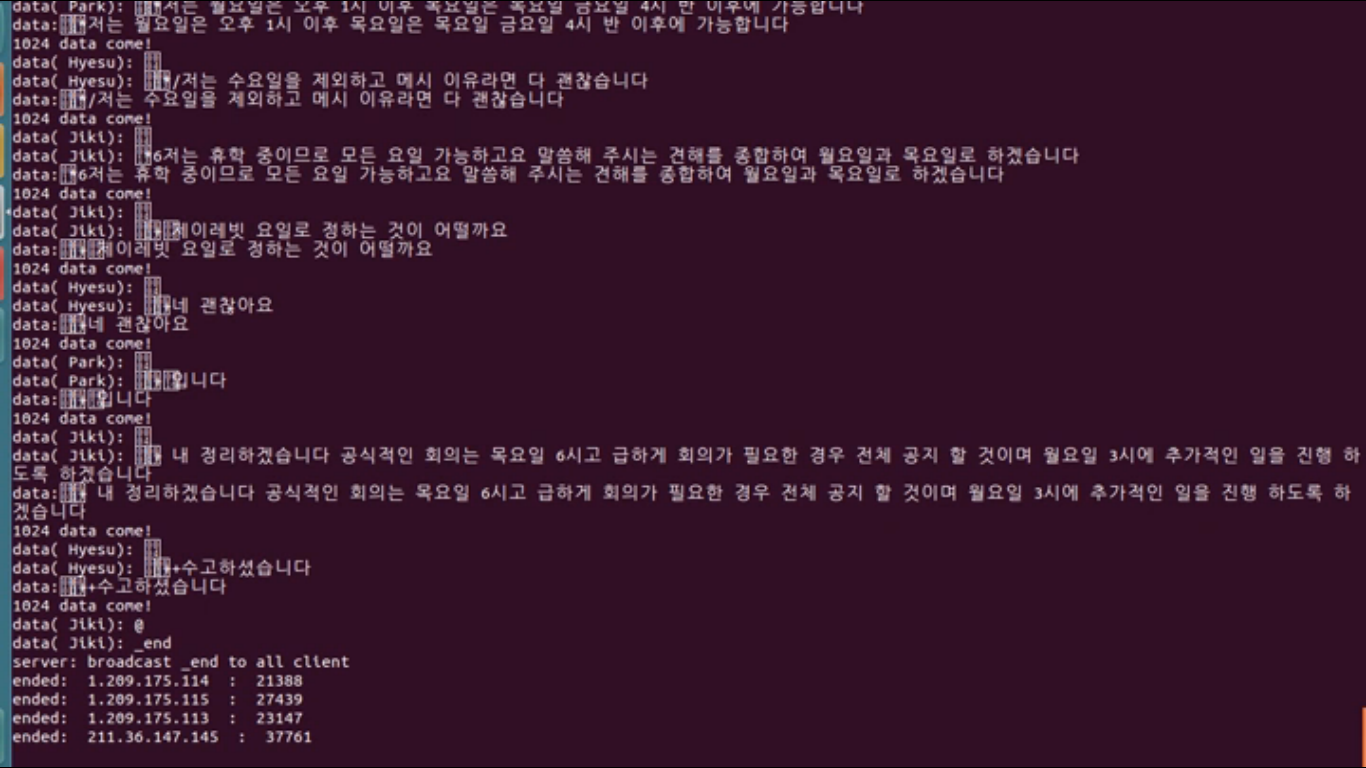 data( Park): 저는 월요일은 오후 1시 이후 목요일은 목요일 금요일 4시 반 이후에 가능합니다
data:저는 월요일은 오후 1시 이후 목요일은 목요일 금요일 4시 반 이후에 가능합니다
1024 data come!
data( Hyesu):
data( Hyesu): /저는 수요일을 제외하고 메시 이유라면 다 괜찮습니다
data:/저는 수요일을 제외하고 메시 이유라면 다 괜찮습니다
1024 data come!
data( Jiki):
data( Jiki): 6저는 휴학 중이므로 모든 요일 가능하고요 말씀해 주시는 견해를 종합하여 월요일과 목요일로 하겠습니다
data:6저는 휴학 중이므로 모든 요일 가능하고요 말씀해 주시는 견해를 종합하여 월요일과 목요일로 하겠습니다
1024 data come!
data( Jiki):
data( Jiki): 제이레빗 요일로 정하는 것이 어떨까요
data:제이레빗 요일로 정하는 것이 어떨까요
1024 data come!
data( Hyesu):
data( Hyesu): 네 괜찮아요
data:네 괜찮아요
1024 data come!
data( Park):
data( Park): 입니다
data:입니다
1024 data come!
data( Jiki):
data( Jiki): 내 정리하겠습니다 공식적인 회의는 목요일 6시고 급하게 회의가 필요한 경우 전체 공지 할 것이며 월요일 3시에 추가적인 일을 진행 하
도록 하겠습니다
data: 내 정리하겠습니다 공식적인 회의는 목요일 6시고 급하게 회의가 필요한 경우 전체 공지 할 것이며 월요일 3시에 추가적인 일을 진행 하도록 하
겠습니다
1024 data come!
data( Hyesu):
data( Hyesu): +수고하셨습니다
data:+수고하셨습니다
1024 data come!
data( Jiki): @
data( Jiki): _end
server: broadcast _end to all client
ended: 1.209.175.114 : 21388
ended: 1.209.175.115 : 27439
ended: 1.209.175.113 : 23147
ended: 211.36.147.145 : 37761